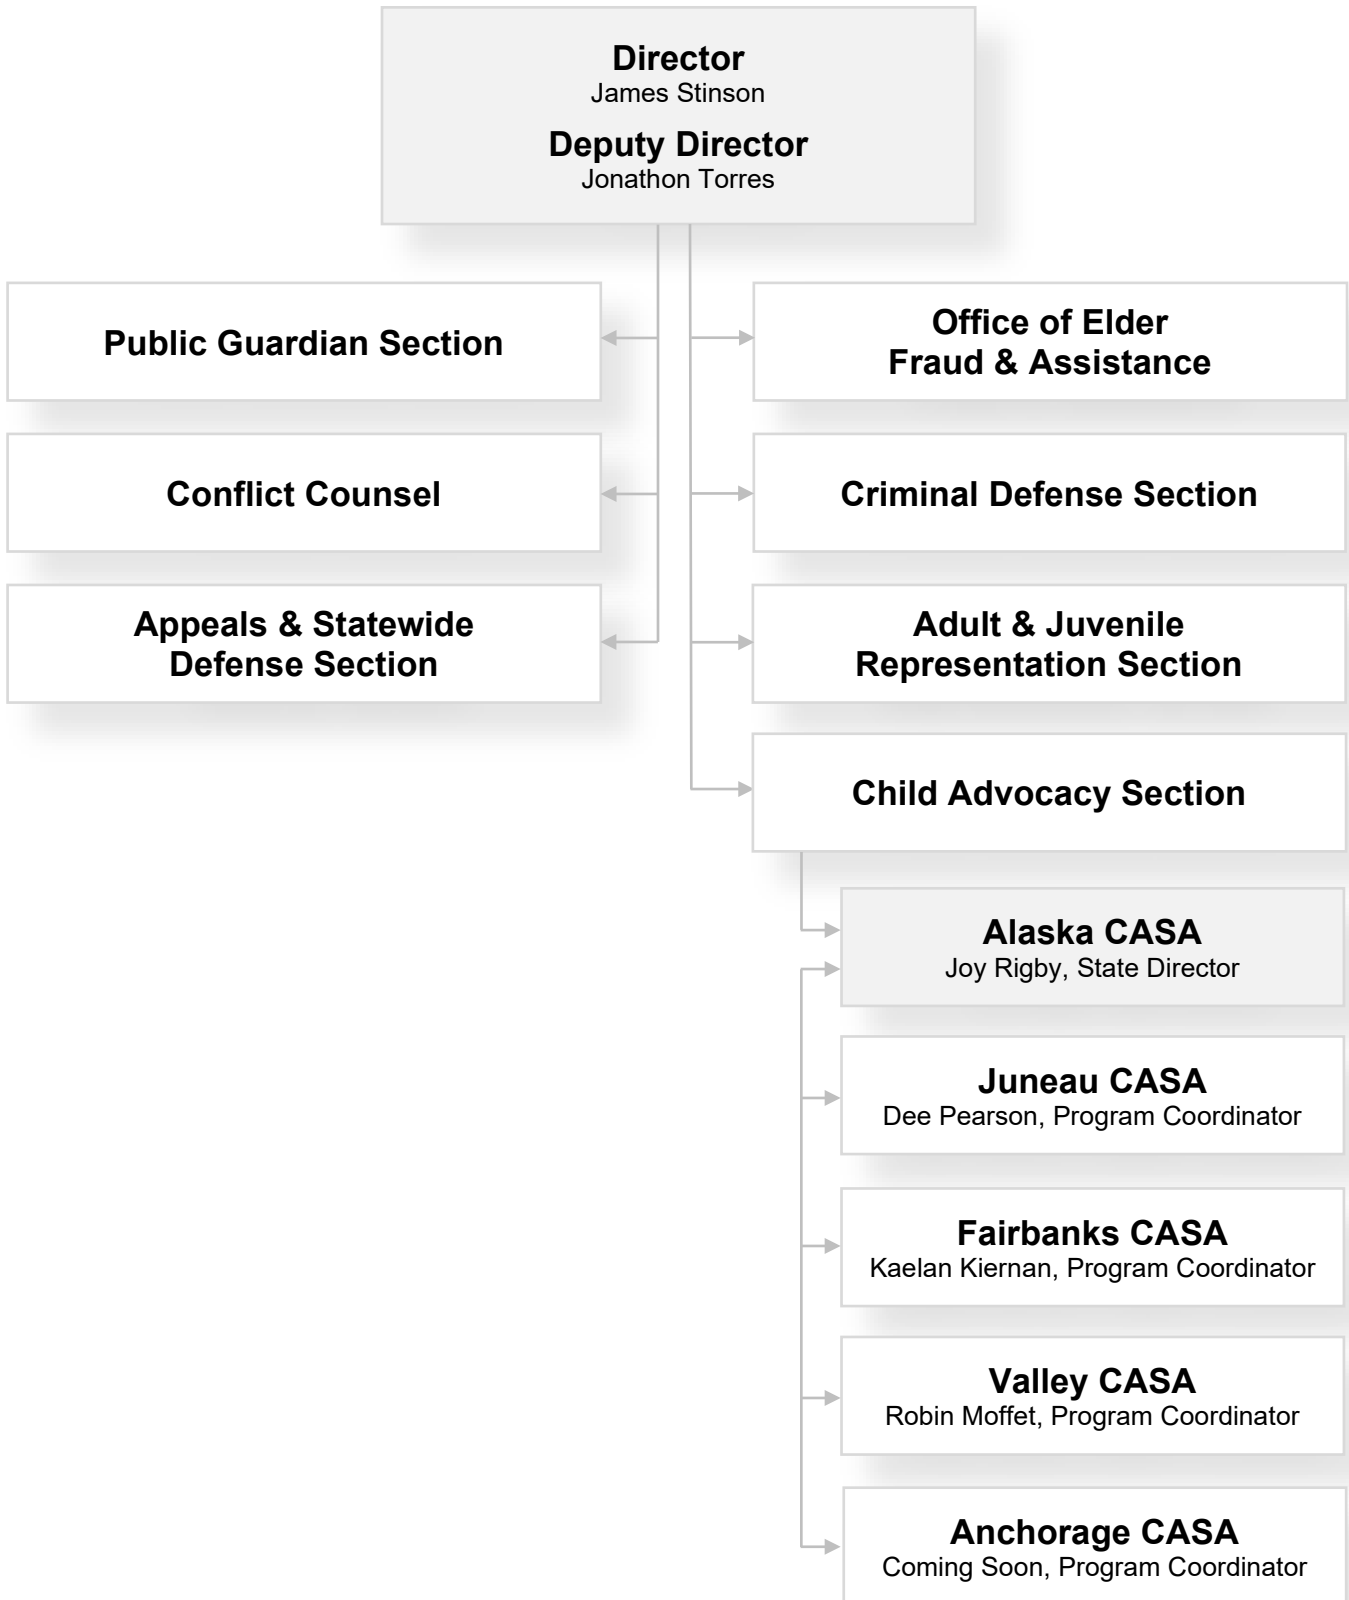 Director
James Stinson
Deputy Director
Jonathon Torres
Public Guardian Section
Office of Elder
Fraud & Assistance
Conflict Counsel
Criminal Defense Section
Appeals & Statewide
Defense Section
Adult & Juvenile
Representation Section
Child Advocacy Section
Alaska CASA
Joy Rigby, State Director
Juneau CASA
Dee Pearson, Program Coordinator
Fairbanks CASA
Kaelan Kiernan, Program Coordinator
Valley CASA
Robin Moffet, Program Coordinator
Anchorage CASA
Coming Soon, Program Coordinator